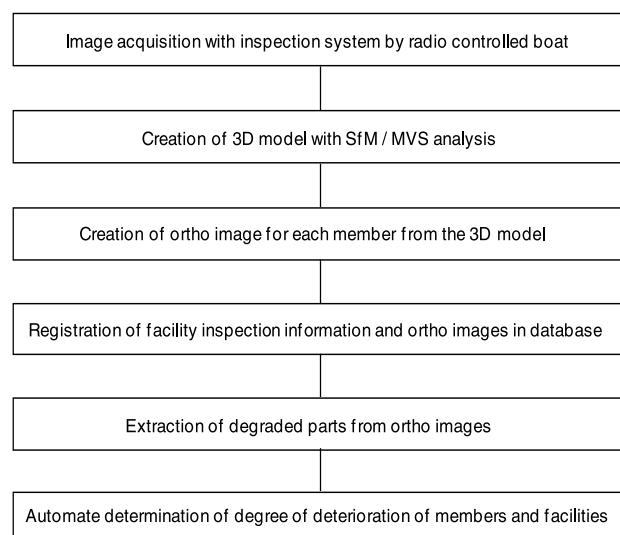 Image acquisition with inspection system by radio controlled boat
Creation of 3D model with SfM / MVS analysis
Creation of ortho image for each member from the 3D model
Registration of facility inspection information and ortho images in database
Extraction of degraded parts from ortho images
Automate determination of degree of deterioration of members and facilities